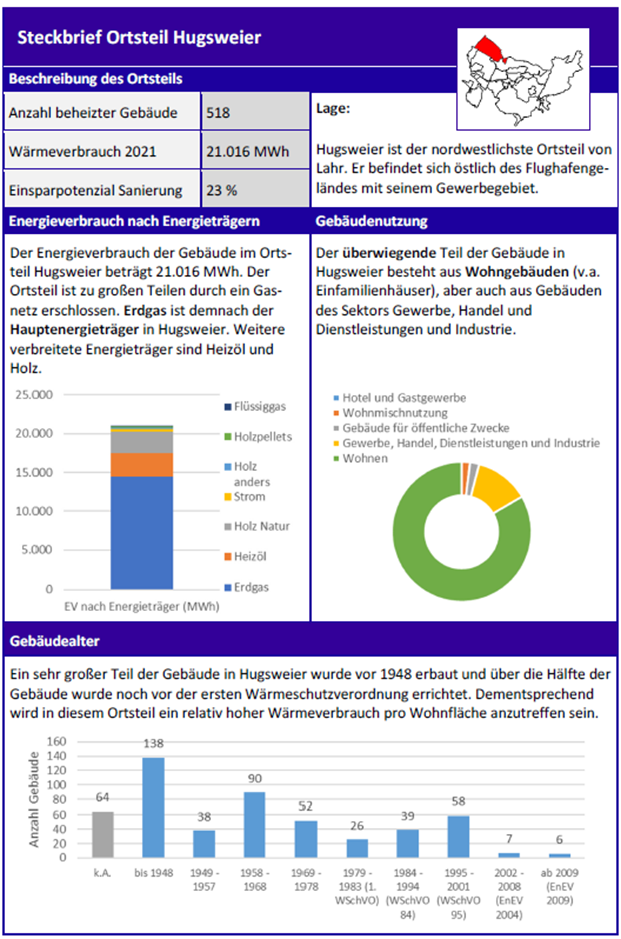 Steckbrief Ortsteil Hugsweier
Beschreibung des Ortsteils
Anzahl beheizter Gebäude 518
Wärmeverbrauch 2021 21.016 MWh
Einsparpotenzial Sanierung 23 %
Lage:
Hugsweier ist der nordwestlichste Ortsteil von
Lahr. Er befindet sich östlich des Flughafenge-
ländes mit seinem Gewerbegebiet.
Energieverbrauch nach Energieträgern
Der Energieverbrauch der Gebäude im Orts-
teil Hugsweier beträgt 21.016 MWh. Der
Ortsteil ist zu großen Teilen durch ein Gas-
netz erschlossen. Erdgas ist demnach der
Hauptenergieträger in Hugsweier. Weitere
verbreitete Energieträger sind Heizöl und
Holz.
25.000
20.000
15.000
10.000
5.000
0
EV nach Energieträger (MWh)
Flüssiggas
Holzpellets
Holz
anders
Strom
Holz Natur
Heizöl
Erdgas
Gebäudenutzung
Der überwiegende Teil der Gebäude in
Hugsweier besteht aus Wohngebäuden (v.a.
Einfamilienhäuser), aber auch aus Gebäuden
des Sektors Gewerbe, Handel und
Dienstleistungen und Industrie.
Hotel und Gastgewerbe
Wohnmischnutzung
Gebäude für öffentliche Zwecke
Gewerbe, Handel, Dienstleistungen und Industrie
Wohnen
Gebäudealter
Ein sehr großer Teil der Gebäude in Hugsweier wurde vor 1948 erbaut und über die Hälfte der
Gebäude wurde noch vor der ersten Wärmeschutzverordnung errichtet. Dementsprechend
wird in diesem Ortsteil ein relativ hoher Wärmeverbrauch pro Wohnfläche anzutreffen sein.
Anzahl Gebäude
160
140
120
100
80
60
40
20
0
64 138 38 90 52 26 39 58 7 6
k.A. bis 1948 1949 - 1958 - 1969 - 1979 - 1984 - 1995 - 2002 - ab 2009
1957 1968 1978 1983 (1. 1994 2001 2008 (EnEV
WSchVO) (WSchVO (WSchVO (EnEV 2009)
84) 95) 2004)